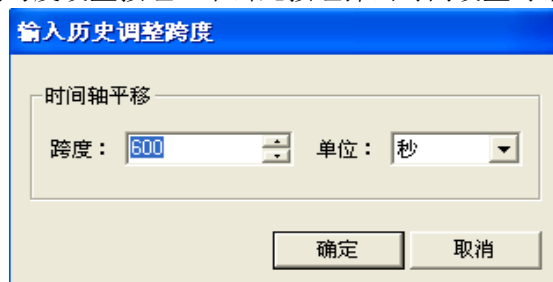 输入历史调整跨度
时间轴平移
跨度： 600 单位： 秒
确定 取消